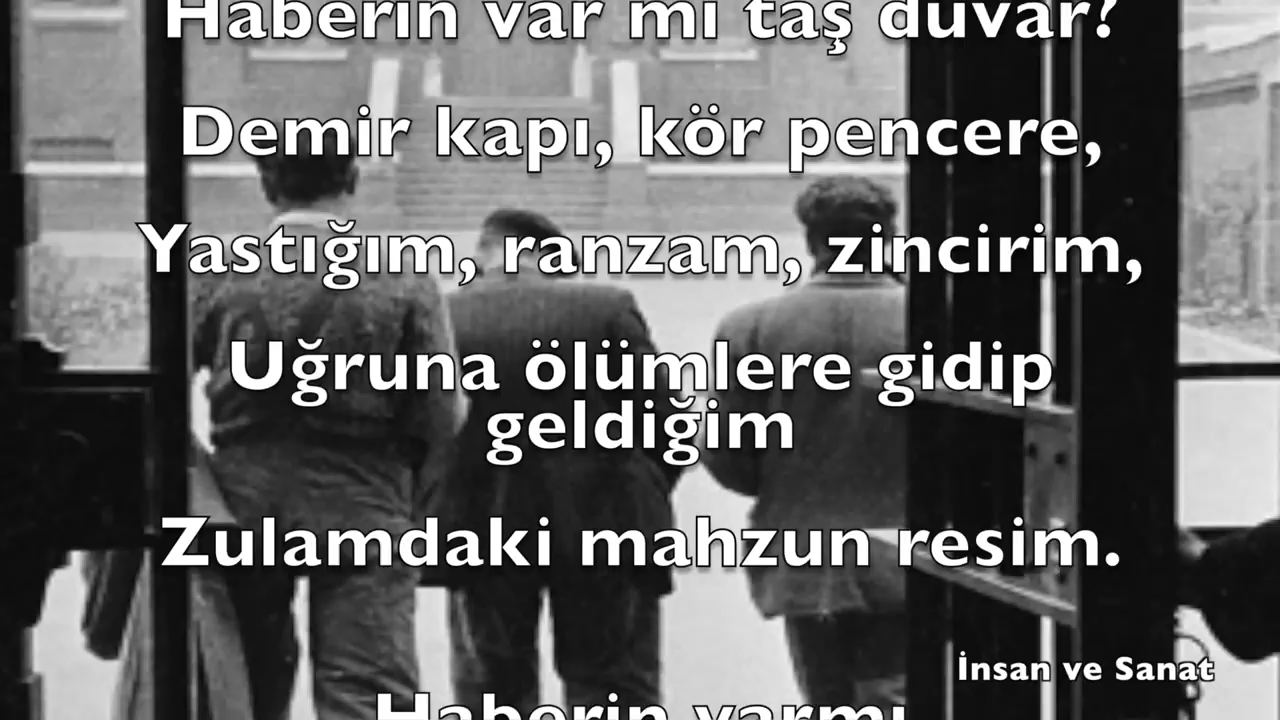 Haberin var mı taş duvar?
Demir kapı, kör pencere,
Yastığım, ranzam, zincirim,
Uğruna ölümlere gidip
geldiğim
Zulamdaki mahzun resim.
İnsan ve Sanat
Haberin varmı